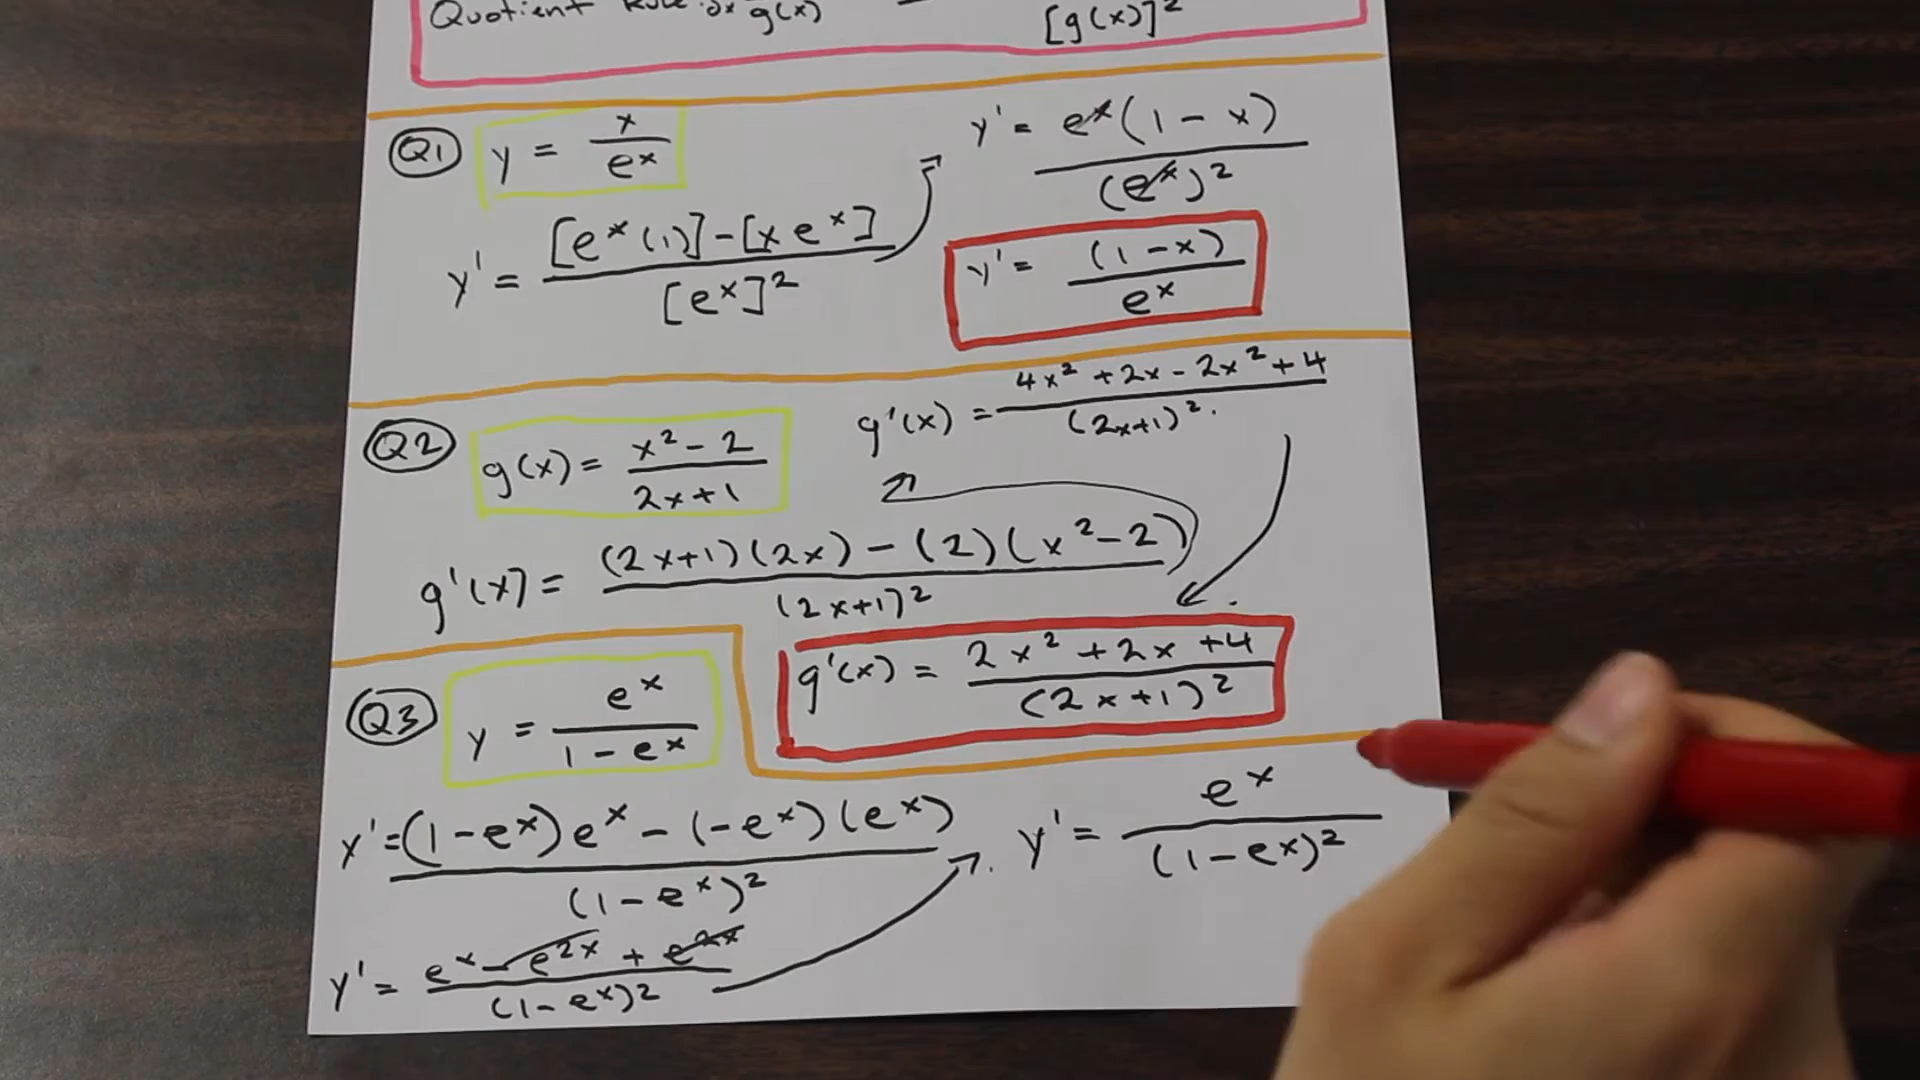 Quotient Rule: g(x)
[g(x)]²
Q1
y = x/eˣ
y' = [eˣ(1)]-[xeˣ]/[eˣ]²
y' = eˣ(1-x)/(eˣ)²
y' = (1-x)/eˣ
Q2
g(x) = x²-2/2x+1
g'(x) = (2x+1)(2x)-(2)(x²-2)/(2x+1)²
g'(x) = 4x²+2x-2x²+4/(2x+1)².
g'(x) = 2x²+2x+4/(2x+1)²
Q3
y = eˣ/1-eˣ
y' = (1-eˣ)eˣ-(-eˣ)(eˣ)/(1-eˣ)²
y' = eˣ-e²ˣ+e²ˣ/(1-eˣ)²
y' = eˣ/(1-eˣ)²